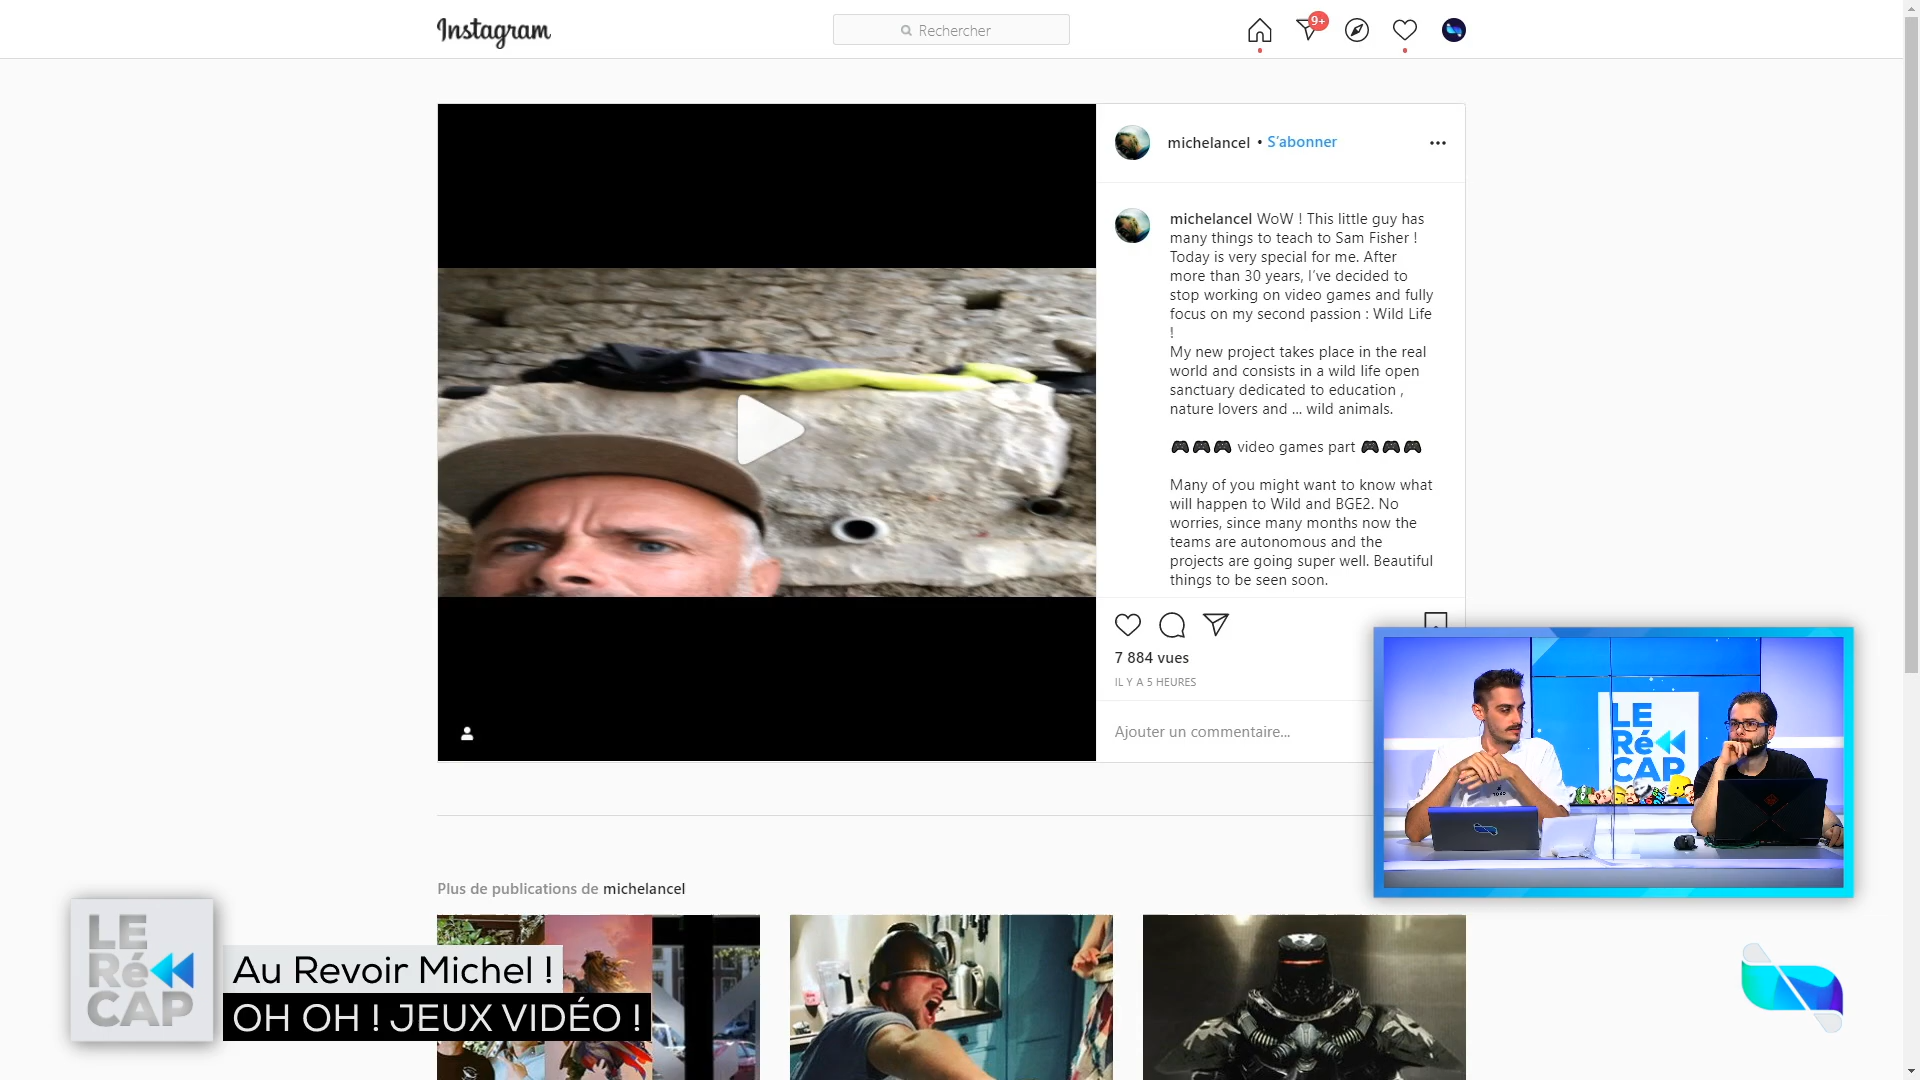 Instagram
Rechercher
9+
michelancel • S'abonner
michelancel WoW ! This little guy has
many things to teach to Sam Fisher !
Today is very special for me. After
more than 30 years, I've decided to
stop working on video games and fully
focus on my second passion : Wild Life
!
My new project takes place in the real
world and consists in a wild life open
sanctuary dedicated to education ,
nature lovers and ... wild animals.
🎮🎮🎮 video games part 🎮🎮🎮
Many of you might want to know what
will happen to Wild and BGE2. No
worries, since many months now the
teams are autonomous and the
projects are going super well. Beautiful
things to be seen soon.
7 884 vues
IL Y A 5 HEURES
Ajouter un commentaire...
LE
Ré
CAP
Plus de publications de michelancel
LE
Ré
CAP
Au Revoir Michel !
OH OH ! JEUX VIDÉO !